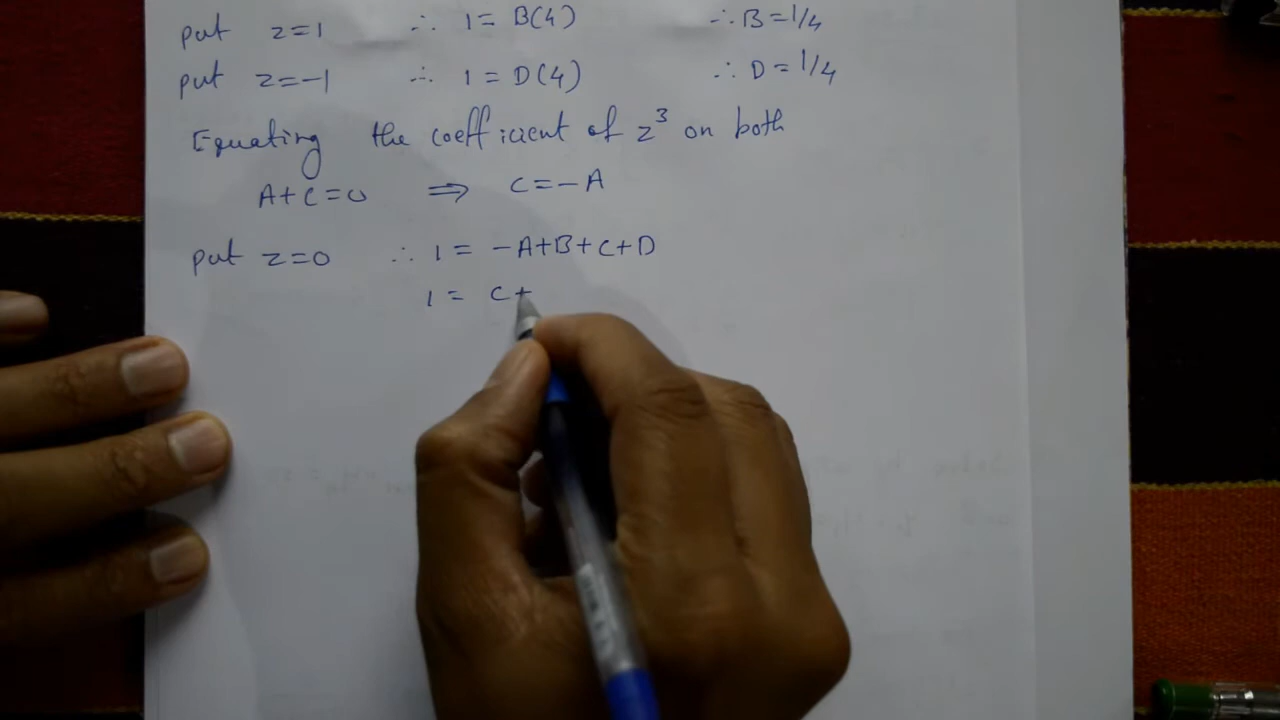 put z=1 ∴ 1 = B(4) ∴ B = 1/4
put z=-1 ∴ 1 = D(4) ∴ D = 1/4
Equating the coefficient of z³ on both
A+C=0 ⇒ C=-A
put z=0 ∴ 1 = -A+B+C+D
1 = C+